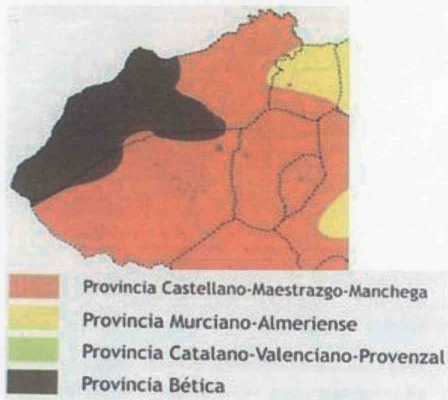 Provincia Castellano-Maestrazgo-Manchega
Provincia Murciano-Almeriense
Provincia Catalano-Valenciano-Provenzal
Provincia Bética